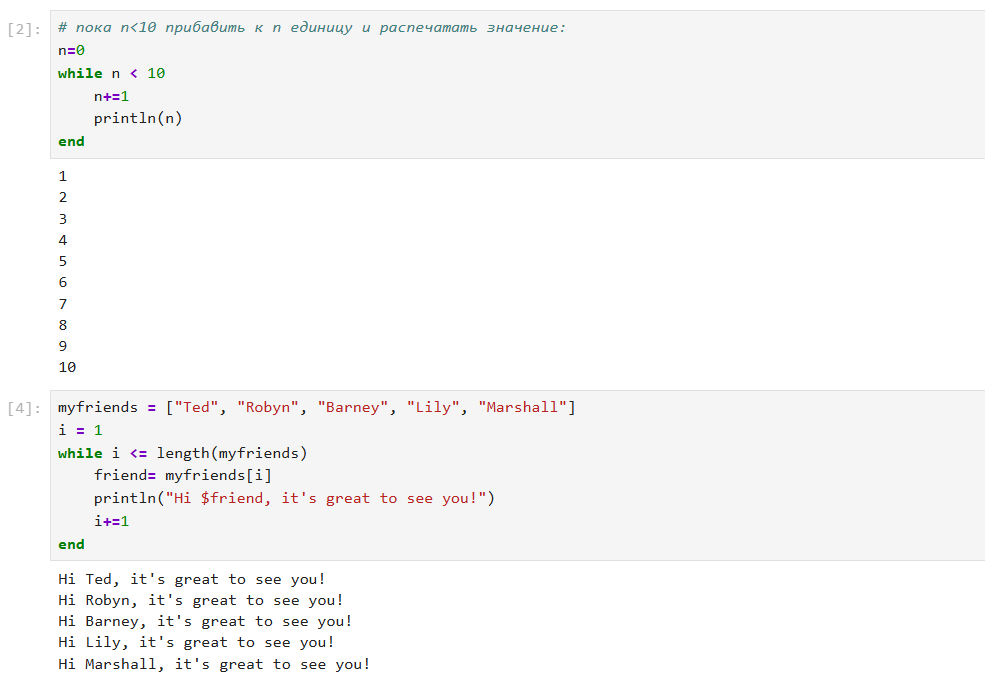 [2]:
# пока n<10 прибавить к n единицу и распечатать значение:
n=0
while n < 10
    n+=1
    println(n)
end
1
2
3
4
5
6
7
8
9
10
[4]:
myfriends = ["Ted", "Robyn", "Barney", "Lily", "Marshall"]
i = 1
while i <= length(myfriends)
    friend= myfriends[i]
    println("Hi $friend, it's great to see you!")
    i+=1
end
Hi Ted, it's great to see you!
Hi Robyn, it's great to see you!
Hi Barney, it's great to see you!
Hi Lily, it's great to see you!
Hi Marshall, it's great to see you!